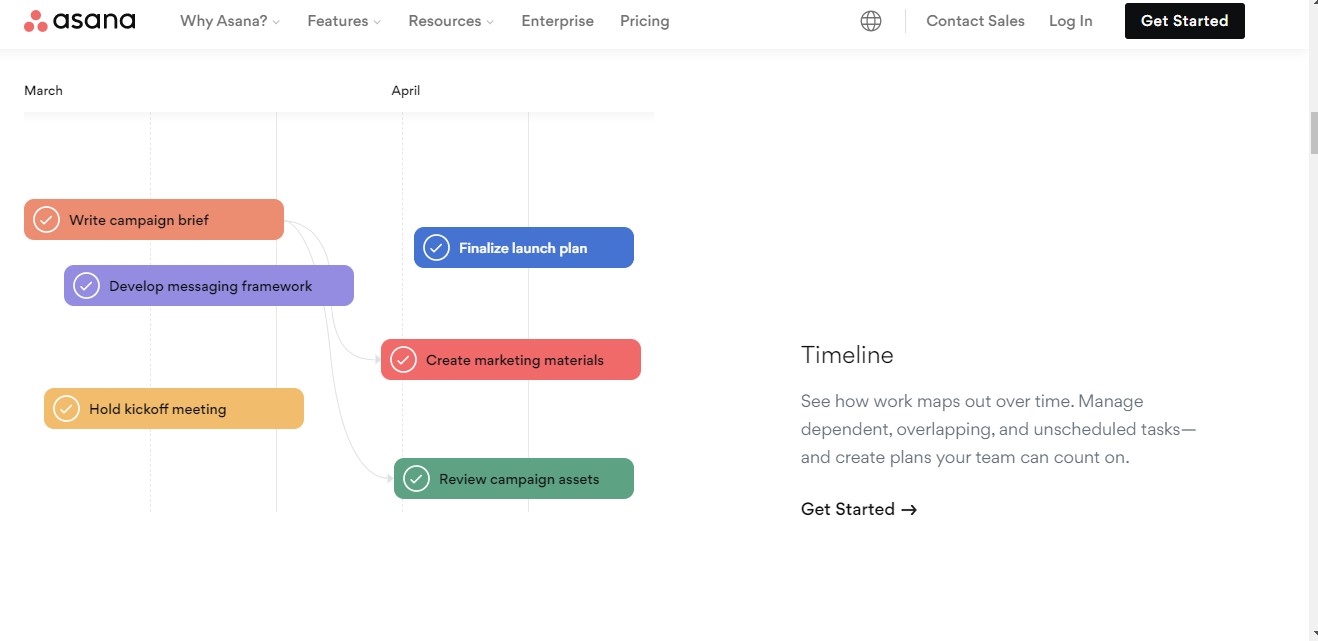 asana
Why Asana?
Features
Resources
Enterprise
Pricing
Contact Sales
Log In
Get Started
March
April
Write campaign brief
Finalize launch plan
Develop messaging framework
Create marketing materials
Hold kickoff meeting
Review campaign assets
Timeline
See how work maps out over time. Manage
dependent, overlapping, and unscheduled tasks—
and create plans your team can count on.
Get Started →